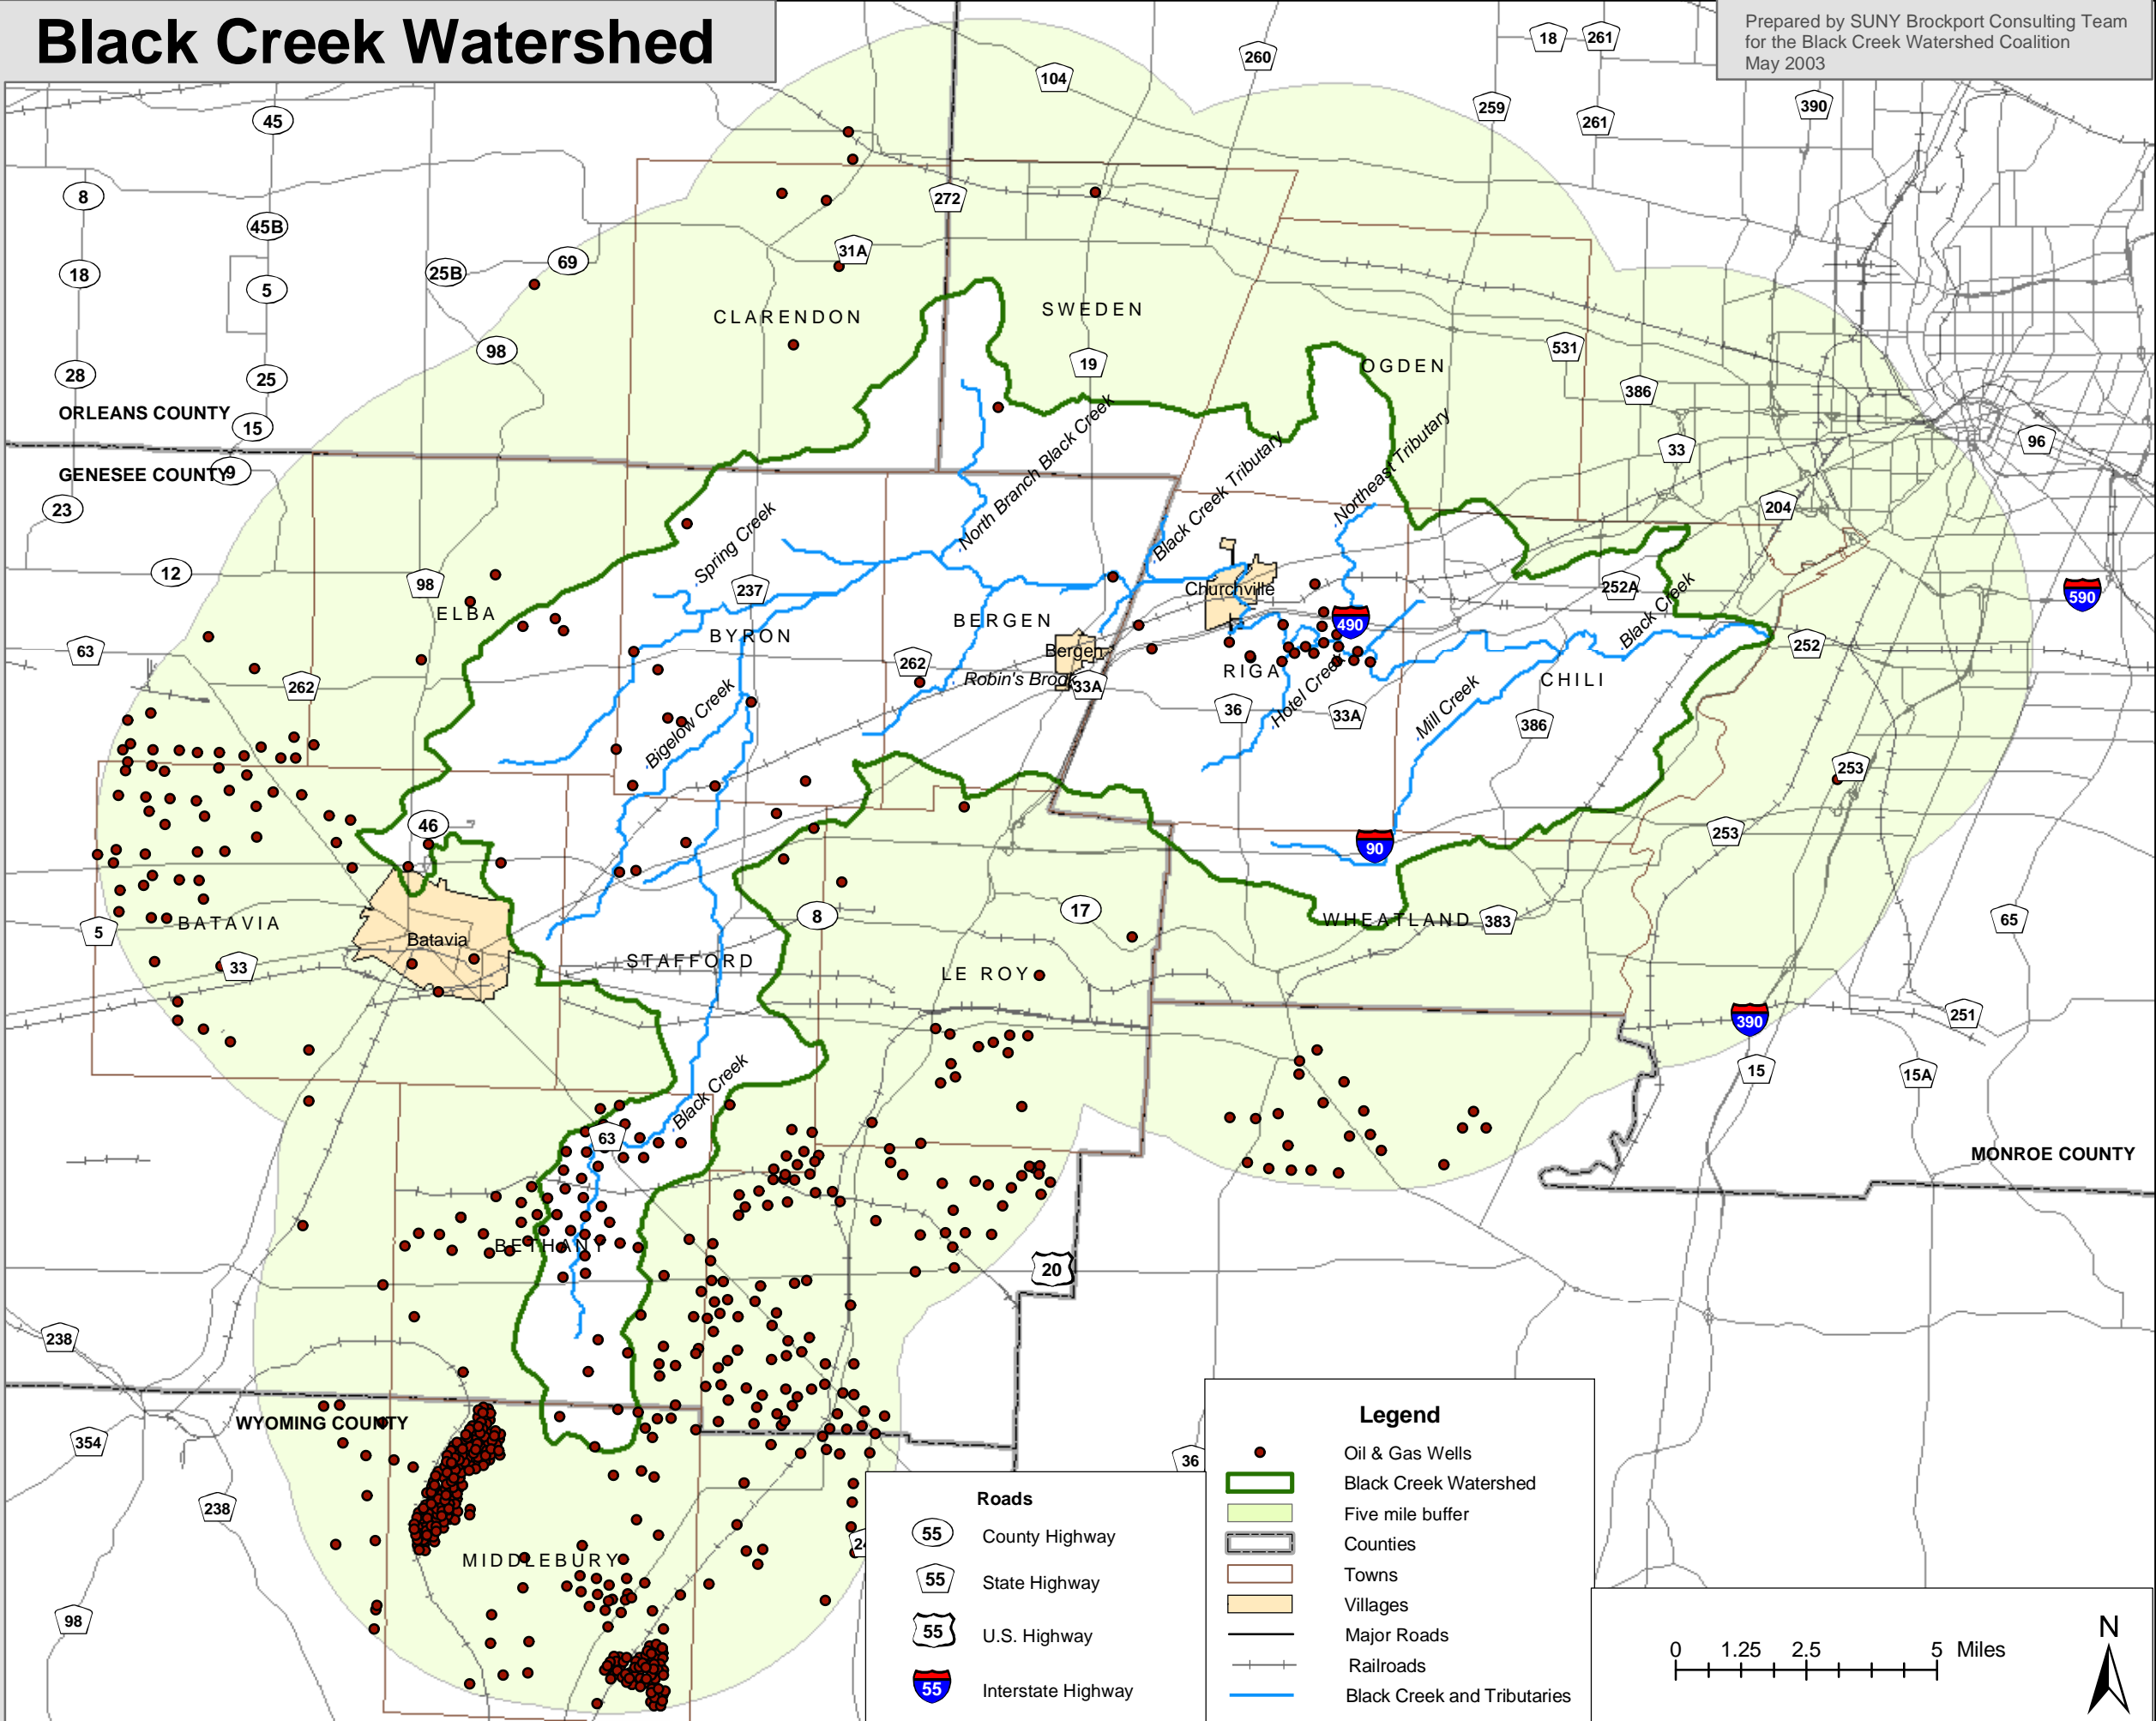 Black Creek Watershed
Prepared by SUNY Brockport Consulting Team
for the Black Creek Watershed Coalition
May 2003
18
261
260
104
259
261
390
45
8
272
45B
31A
25B
69
18
5
CLARENDON
SWEDEN
98
19
531
OGDEN
28
25
386
ORLEANS COUNTY
15
96
33
GENESEE COUNTY
9
North Branch Black Creek
Black Creek Tributary
Northeast Tributary
23
204
Spring Creek
12
98
237
Churchville
252A
Black Creek
590
ELBA
BERGEN
490
BYRON
63
Bergen
252
262
262
RIGA
Robin's Brook
33A
CHILI
Bigelow Creek
36
Hotel Creek
33A
Mill Creek
386
253
46
253
90
8
17
BATAVIA
5
WHEATLAND
383
65
Batavia
33
STAFFORD
LE ROY
390
251
Black Creek
15
15A
63
MONROE COUNTY
BETHANY
20
238
WYOMING COUNTY
354
36
238
MIDDLEBURY
98
Roads
55
County Highway
55
State Highway
55
U.S. Highway
55
Interstate Highway
Legend
Oil & Gas Wells
Black Creek Watershed
Five mile buffer
Counties
Towns
Villages
Major Roads
Railroads
Black Creek and Tributaries
N
0 1.25 2.5 5 Miles